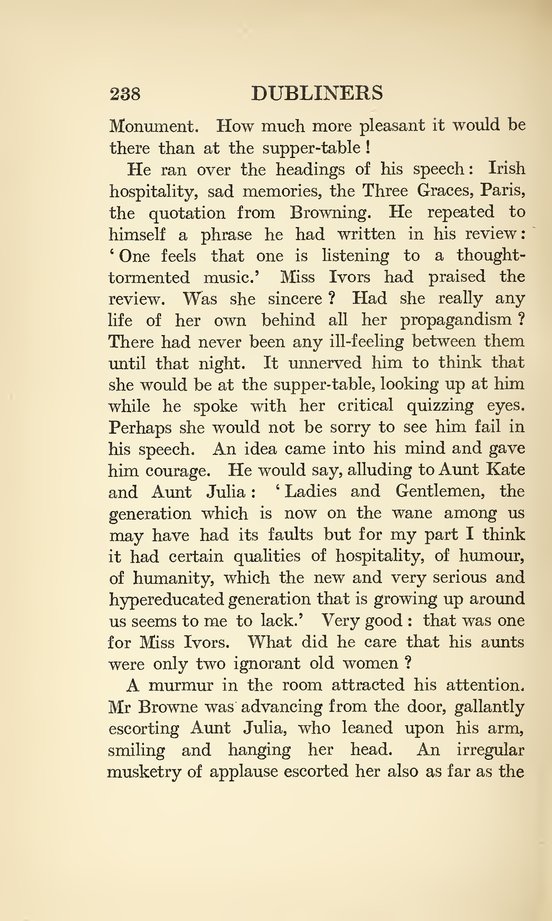 238 DUBLINERS
Monument. How much more pleasant it would be
there than at the supper-table !
He ran over the headings of his speech : Irish
hospitality, sad memories, the Three Graces, Paris,
the quotation from Browning. He repeated to
himself a phrase he had written in his review :
‘ One feels that one is listening to a thought-
tormented music.’ Miss Ivors had praised the
review. Was she sincere ? Had she really any
life of her own behind all her propagandism ?
There had never been any ill-feeling between them
until that night. It unnerved him to think that
she would be at the supper-table, looking up at him
while he spoke with her critical quizzing eyes.
Perhaps she would not be sorry to see him fail in
his speech. An idea came into his mind and gave
him courage. He would say, alluding to Aunt Kate
and Aunt Julia : ‘ Ladies and Gentlemen, the
generation which is now on the wane among us
may have had its faults but for my part I think
it had certain qualities of hospitality, of humour,
of humanity, which the new and very serious and
hypereducated generation that is growing up around
us seems to me to lack.’ Very good : that was one
for Miss Ivors. What did he care that his aunts
were only two ignorant old women ?
A murmur in the room attracted his attention.
Mr Browne was advancing from the door, gallantly
escorting Aunt Julia, who leaned upon his arm,
smiling and hanging her head. An irregular
musketry of applause escorted her also as far as the